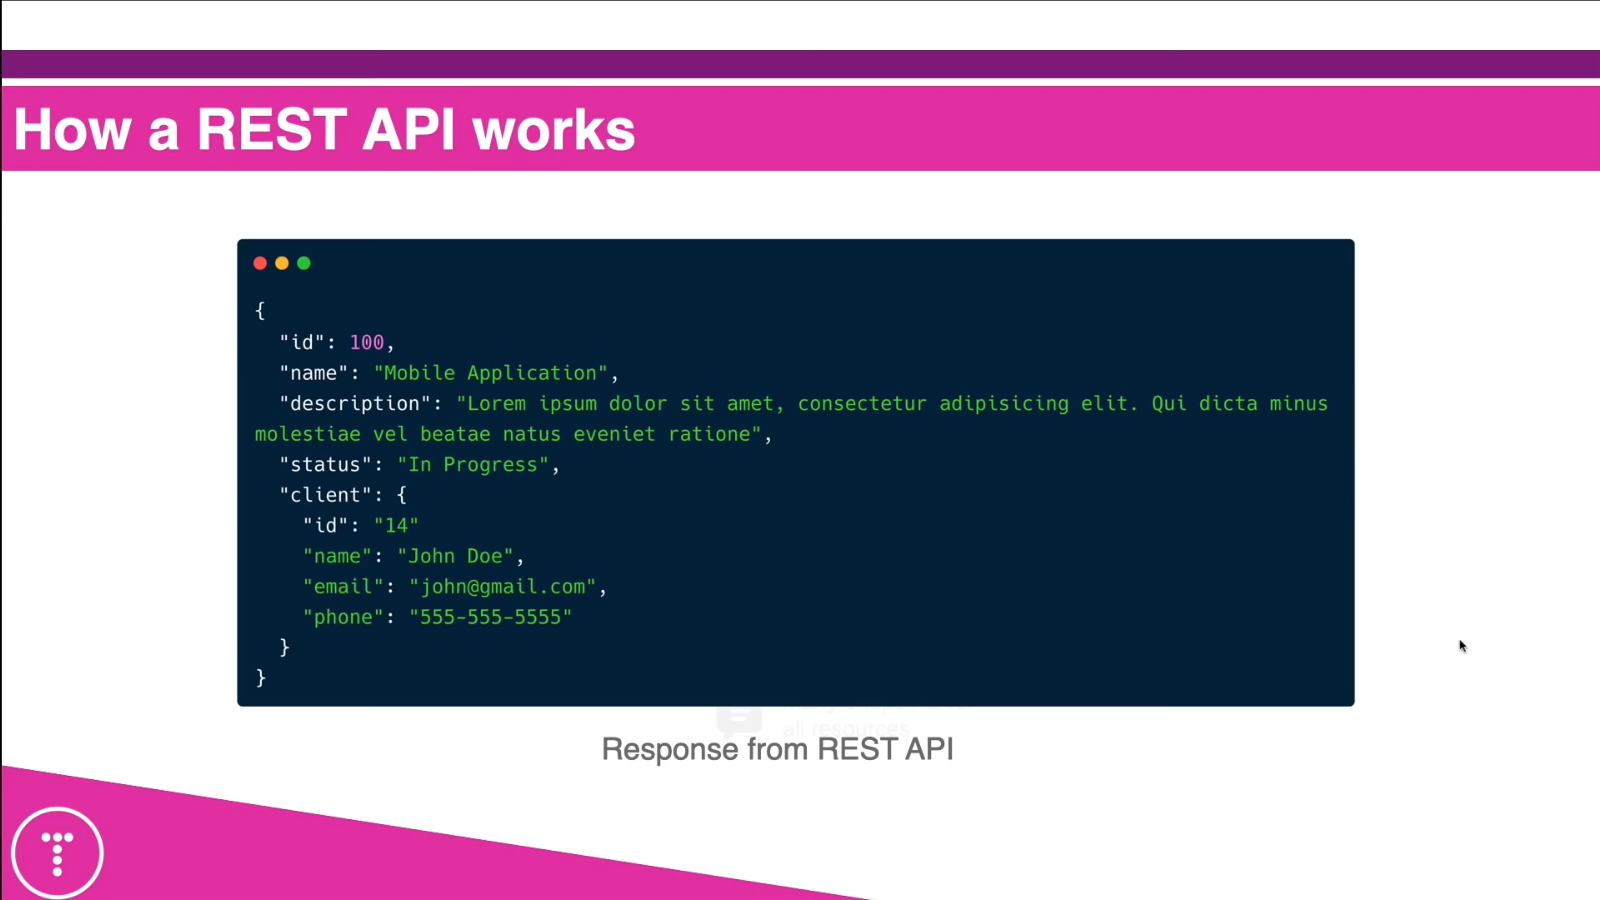 How a REST API works
{
"id": 100,
"name": "Mobile Application",
"description": "Lorem ipsum dolor sit amet, consectetur adipisicing elit. Qui dicta minus
molestiae vel beatae natus eveniet ratione",
"status": "In Progress",
"client": {
"id": "14"
"name": "John Doe",
"email": "john@gmail.com",
"phone": "555-555-5555"
}
}
all resources
Response from REST API
T